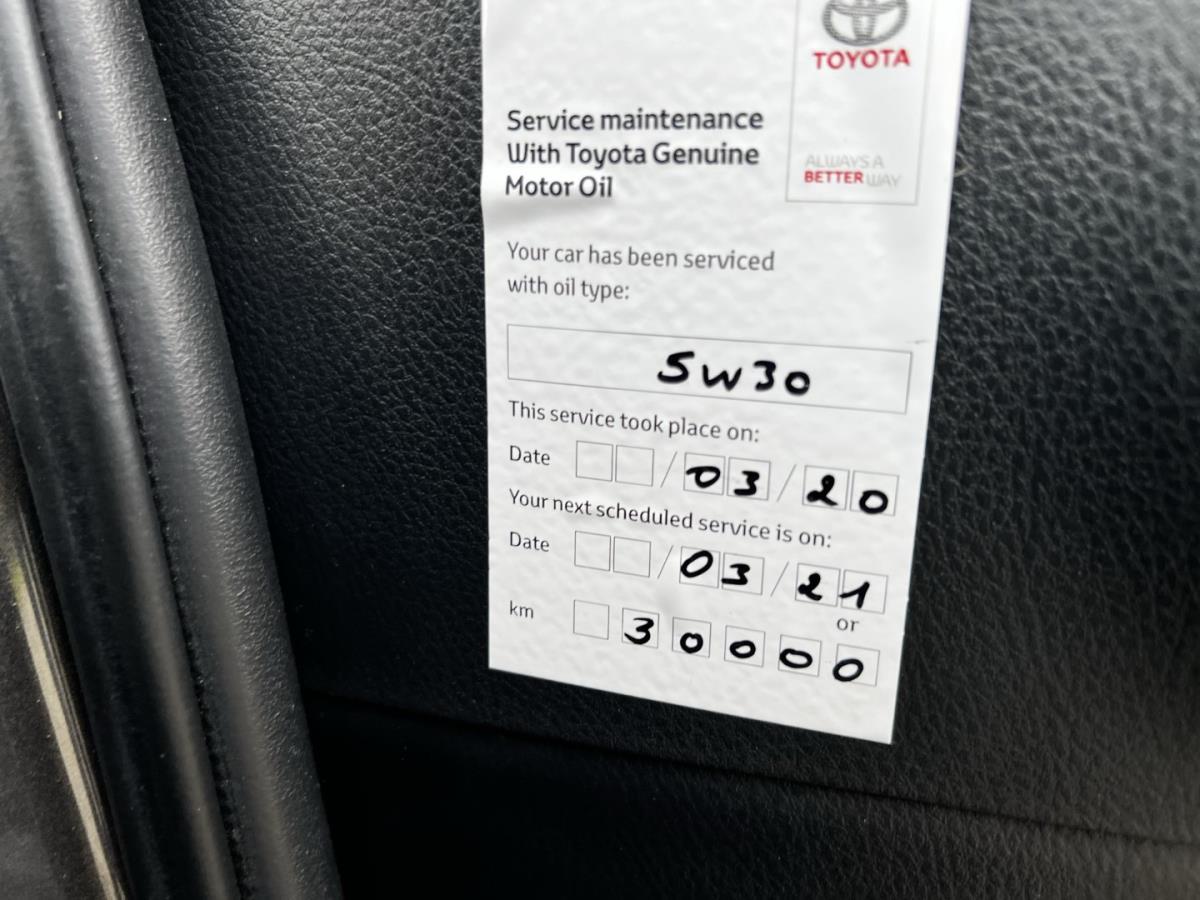 TOYOTA
ALWAYS A
BETTER WAY
Service maintenance
With Toyota Genuine
Motor Oil
Your car has been serviced
with oil type:
5W30
This service took place on:
Date / 03 / 20
Your next scheduled service is on:
Date / 03 / 21
or
km 30000